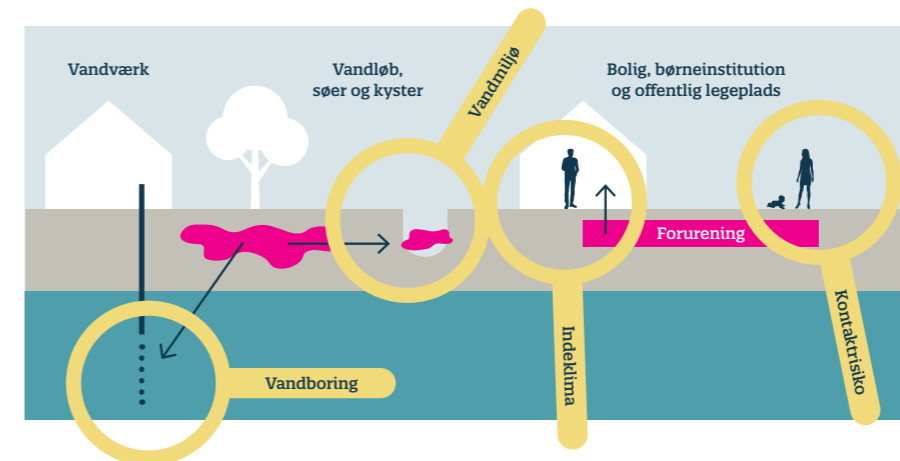 Vandværk
Vandløb,
søer og kyster
Vandmiljø
Bolig, børneinstitution
og offentlig legeplads
Forurening
Vandboring
Indeklima
Kontaktrisiko